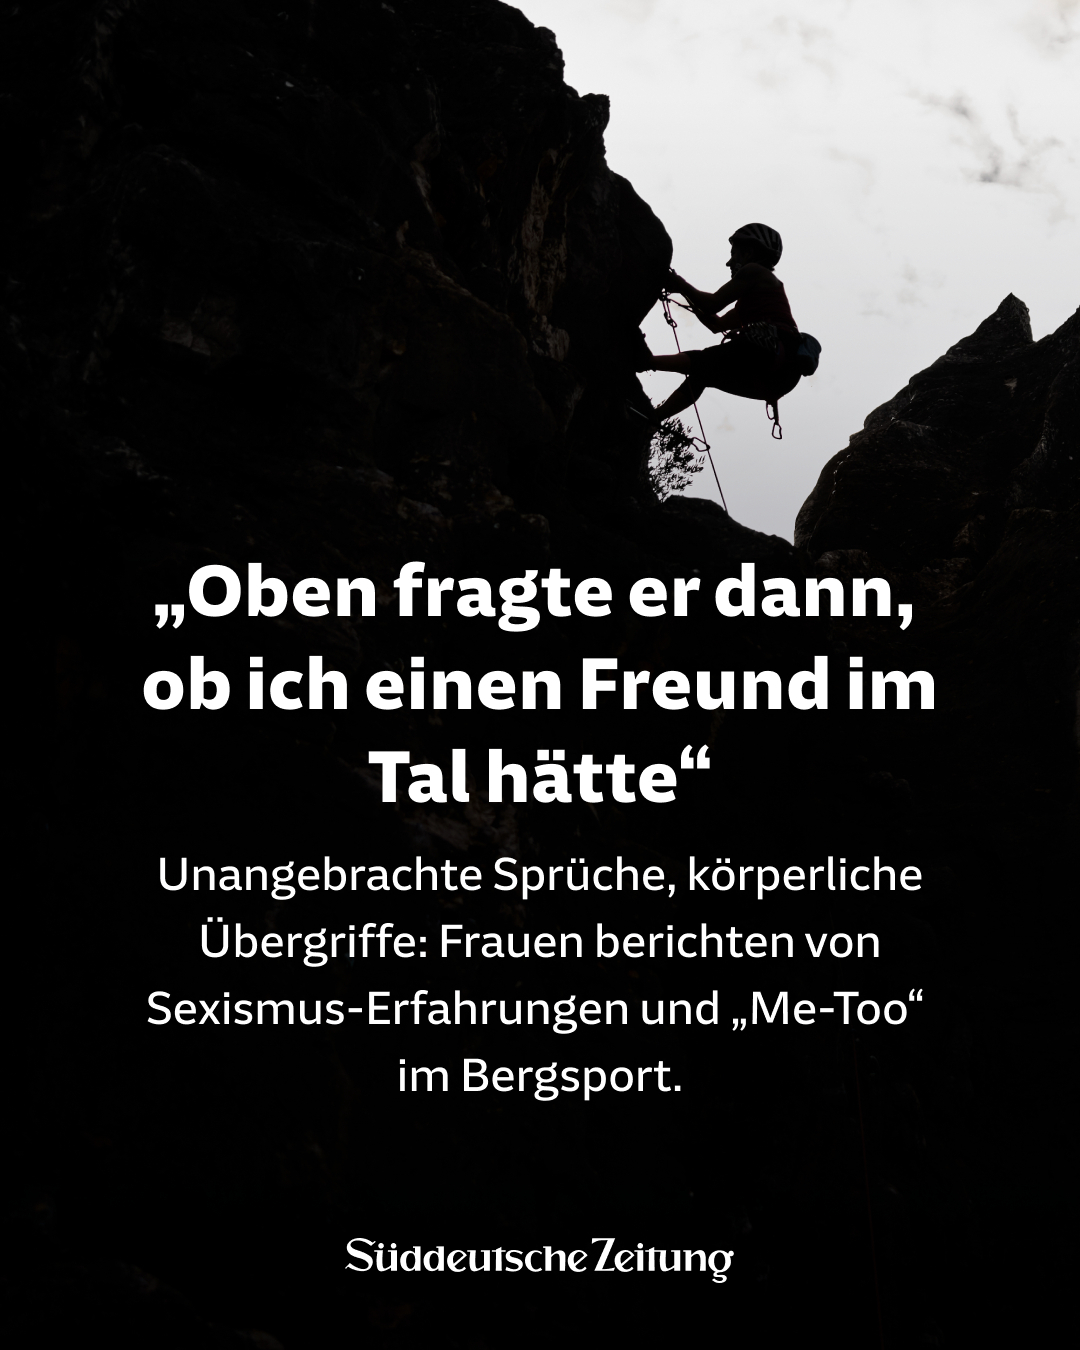 „Oben fragte er dann,
ob ich einen Freund im
Tal hätte“
Unangebrachte Sprüche, körperliche
Übergriffe: Frauen berichten von
Sexismus-Erfahrungen und „Me-Too“
im Bergsport.
Süddeutsche Zeitung